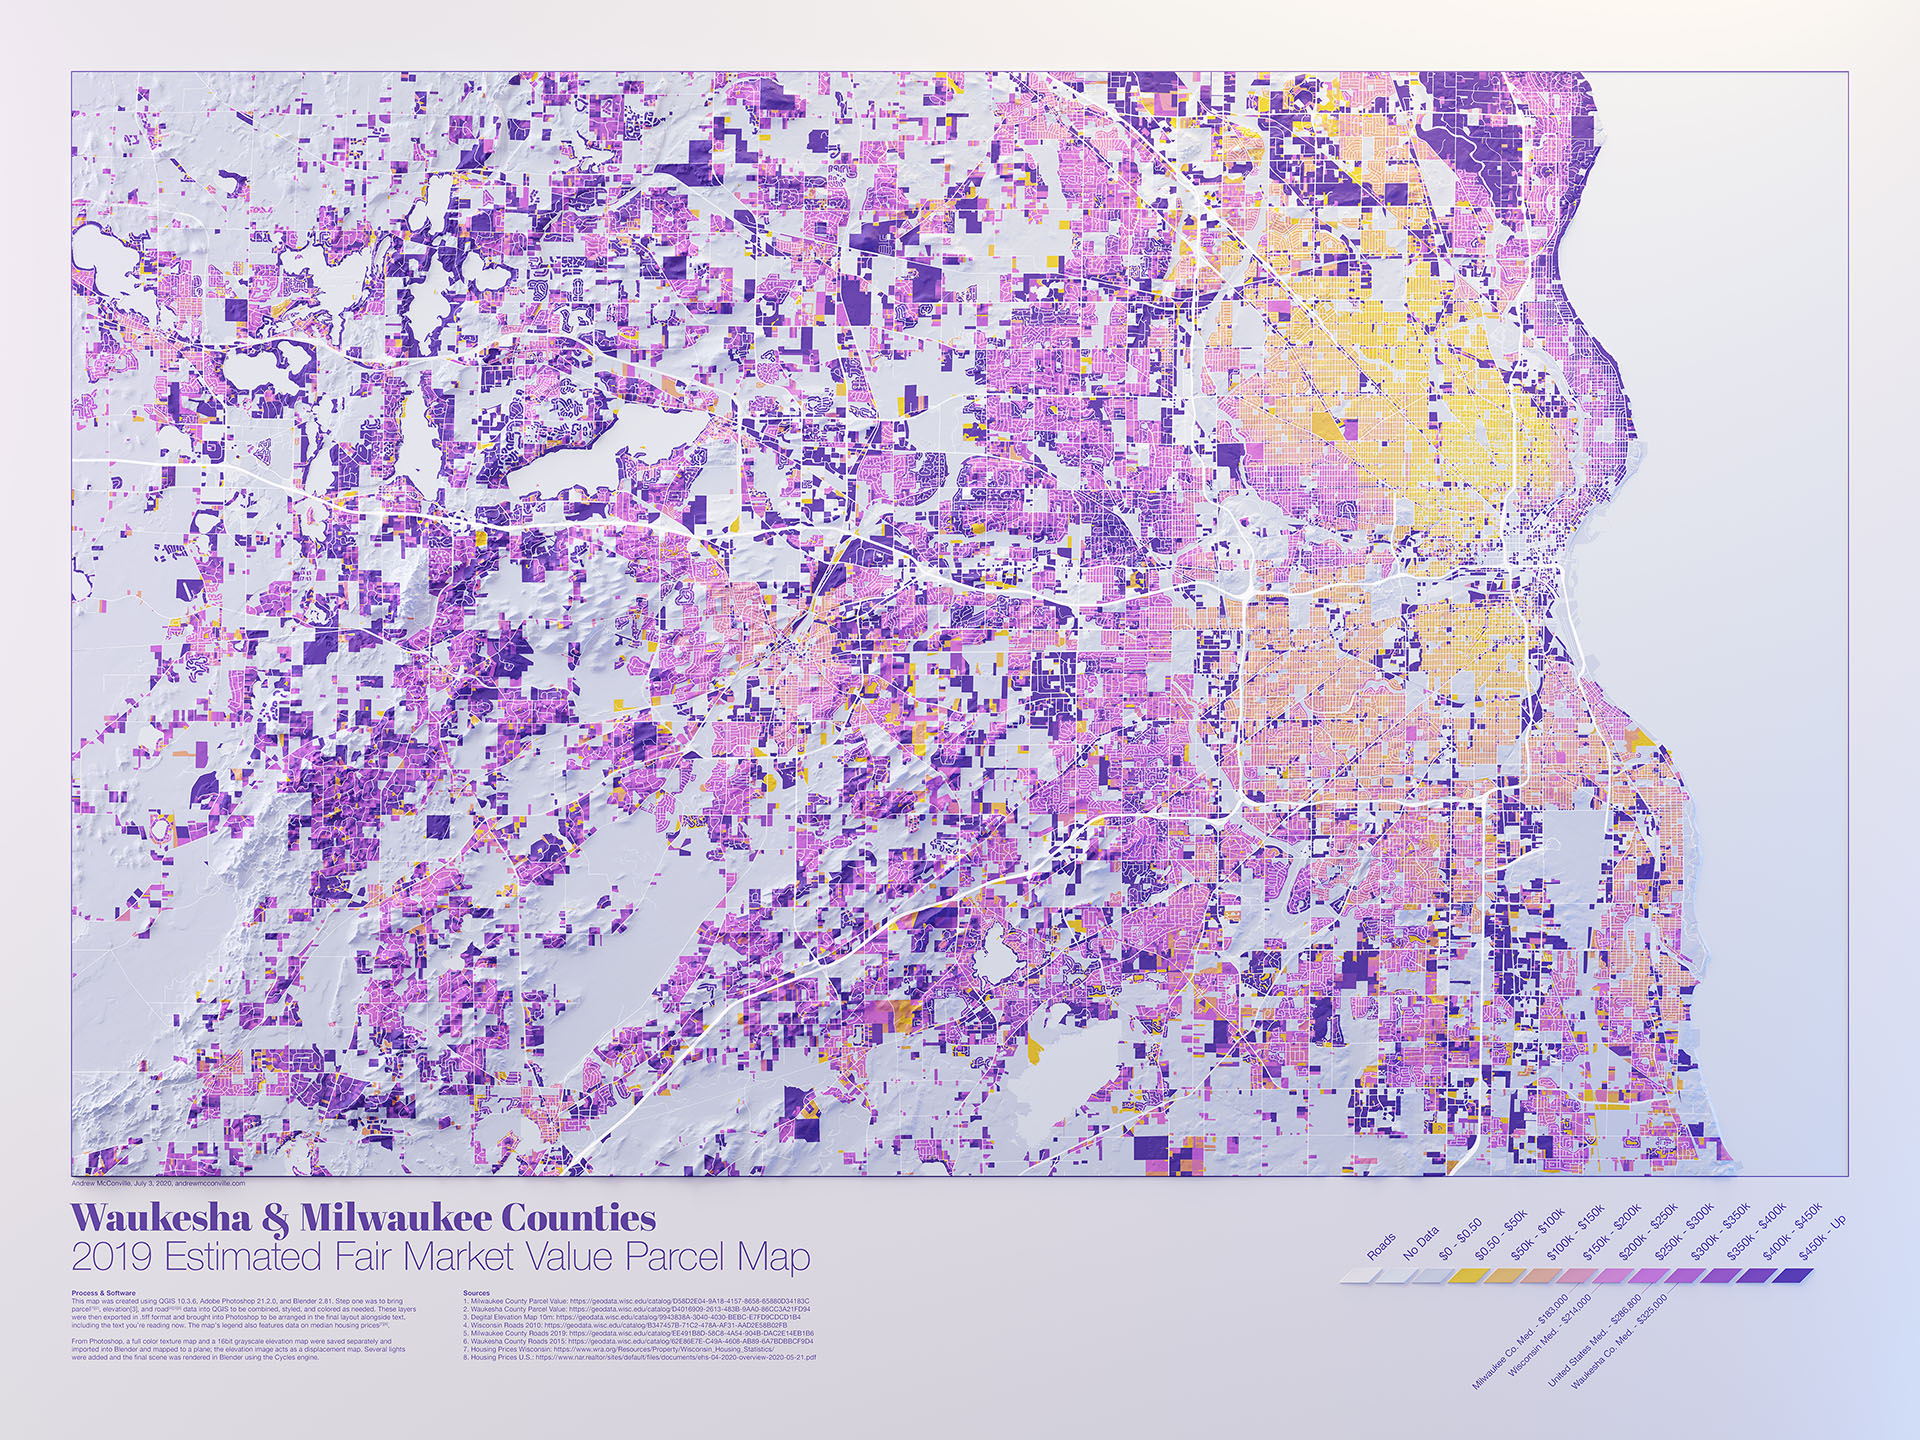 Andrew McConville, July 3, 2020, andrewmcconville.com
Waukesha & Milwaukee Counties
2019 Estimated Fair Market Value Parcel Map
Process & Software
This map was created using QGIS 10.3.6, Adobe Photoshop 21.2.0, and Blender 2.81. Step one was to bring
parcel[1][2], elevation[3], and road[4][5][6] data into QGIS to be combined, styled, and colored as needed. These layers
were then exported in .tiff format and brought into Photoshop to be arranged in the final layout alongside text,
including the text you're reading now. The map's legend also features data on median housing prices[7][8].
From Photoshop, a full color texture map and a 16bit grayscale elevation map were saved separately and
imported into Blender and mapped to a plane; the elevation image acts as a displacement map. Several lights
were added and the final scene was rendered in Blender using the Cycles engine.
Sources
1. Milwaukee County Parcel Value: https://geodata.wisc.edu/catalog/D58D2E04-9A18-4157-8658-65880D34183C
2. Waukesha County Parcel Value: https://geodata.wisc.edu/catalog/D4016909-2613-483B-9AA0-86CC3A21FD94
3. Digital Elevation Map 10m: https://geodata.wisc.edu/catalog/9943838A-3040-4030-BEBC-E7FD9CDCD1B4
4. Wisconsin Roads 2010: https://geodata.wisc.edu/catalog/B347457B-71C2-478A-AF31-AAD2E58B02FB
5. Milwaukee County Roads 2019: https://geodata.wisc.edu/catalog/EE491B8D-58C8-4A54-904B-DAC2E14EB1B6
6. Waukesha County Roads 2015: https://geodata.wisc.edu/catalog/62E86E7E-C49A-4608-AB89-6A7BDBBCF9D4
7. Housing Prices Wisconsin: https://www.wra.org/Resources/Property/Wisconsin_Housing_Statistics/
8. Housing Prices U.S.: https://www.nar.realtor/sites/default/files/documents/ehs-04-2020-overview-2020-05-21.pdf
Roads
No Data
$0 - $0.50
$0.50 - $50k
$50k - $100k
$100k - $150k
$150k - $200k
$200k - $250k
$250k - $300k
$300k - $350k
$350k - $400k
$400k - $450k
$450k - Up
Milwaukee Co. Med. - $183,000
Wisconsin Med. - $214,000
United States Med. - $286,800
Waukesha Co. Med. - $325,000